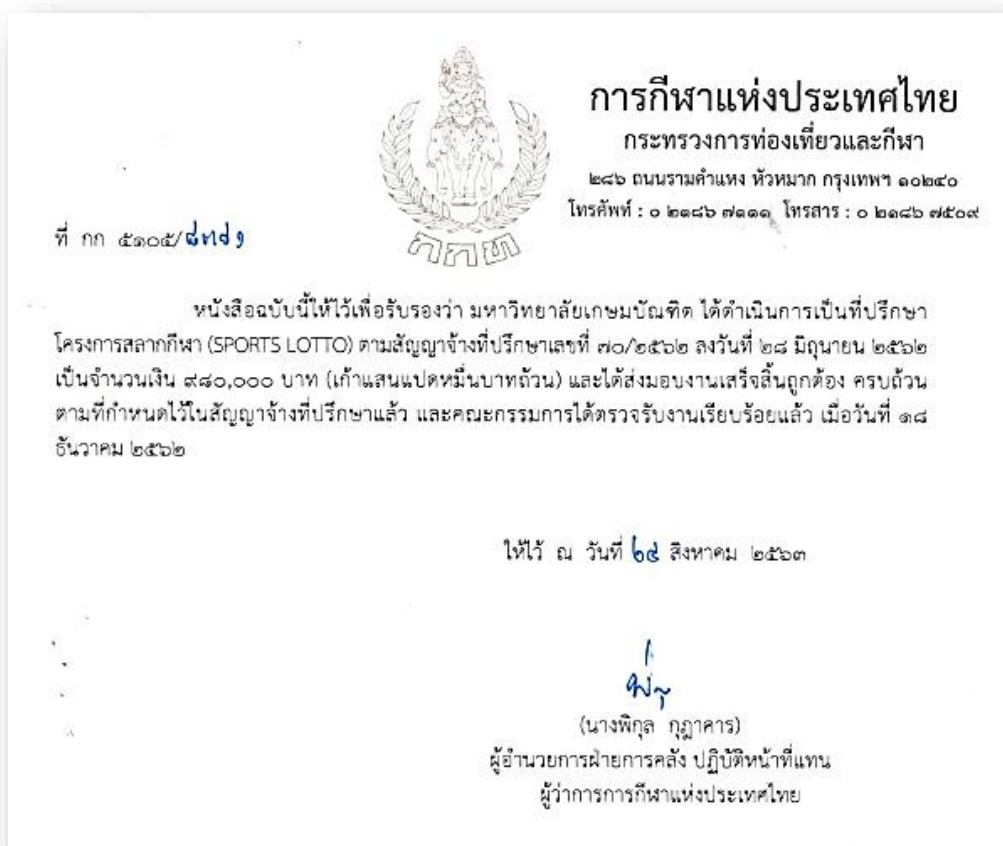 การกีฬาแห่งประเทศไทย
กระทรวงการท่องเที่ยวและกีฬา
๒๘๖ ถนนรามคำแหง หัวหมาก กรุงเทพฯ ๑๐๒๔๐
โทรศัพท์ : ๐ ๒๑๘๖ ๗๑๑๑ โทรสาร : ๐ ๒๑๘๖ ๗๕๐๙
กกท
ที่ กก ๕๑๐๕/
หนังสือฉบับนี้ให้ไว้เพื่อรับรองว่า มหาวิทยาลัยเกษมบัณฑิต ได้ดำเนินการเป็นที่ปรึกษา
โครงการสลากกีฬา (SPORTS LOTTO) ตามสัญญาจ้างที่ปรึกษาเลขที่ ๗๐/๒๕๖๒ ลงวันที่ ๒๘ มิถุนายน ๒๕๖๒
เป็นจำนวนเงิน ๙๘๐,๐๐๐ บาท (เก้าแสนแปดหมื่นบาทถ้วน) และได้ส่งมอบงานเสร็จสิ้นถูกต้อง ครบถ้วน
ตามที่กำหนดไว้ในสัญญาจ้างที่ปรึกษาแล้ว และคณะกรรมการได้ตรวจรับงานเรียบร้อยแล้ว เมื่อวันที่ ๑๘
ธันวาคม ๒๕๖๒
ให้ไว้ ณ วันที่ ๒๔ สิงหาคม ๒๕๖๓
(นางพิกุล กุฎาคาร)
ผู้อำนวยการฝ่ายการคลัง ปฏิบัติหน้าที่แทน
ผู้ว่าการการกีฬาแห่งประเทศไทย